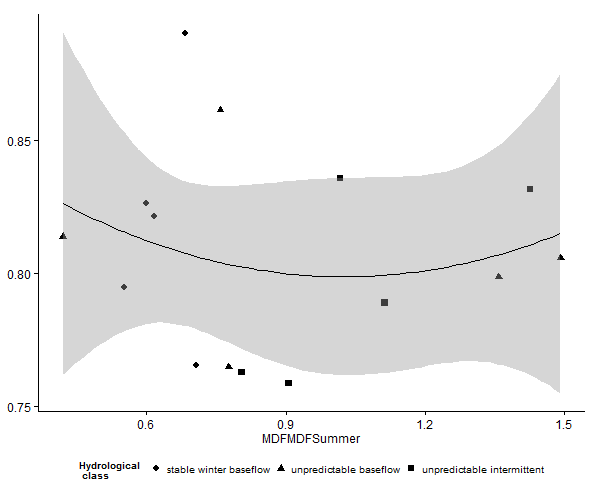 0.85
0.80
0.75
0.6 0.9 1.2 1.5
MDFMDFSummer
Hydrological
class
stable winter baseflow unpredictable baseflow unpredictable intermittent